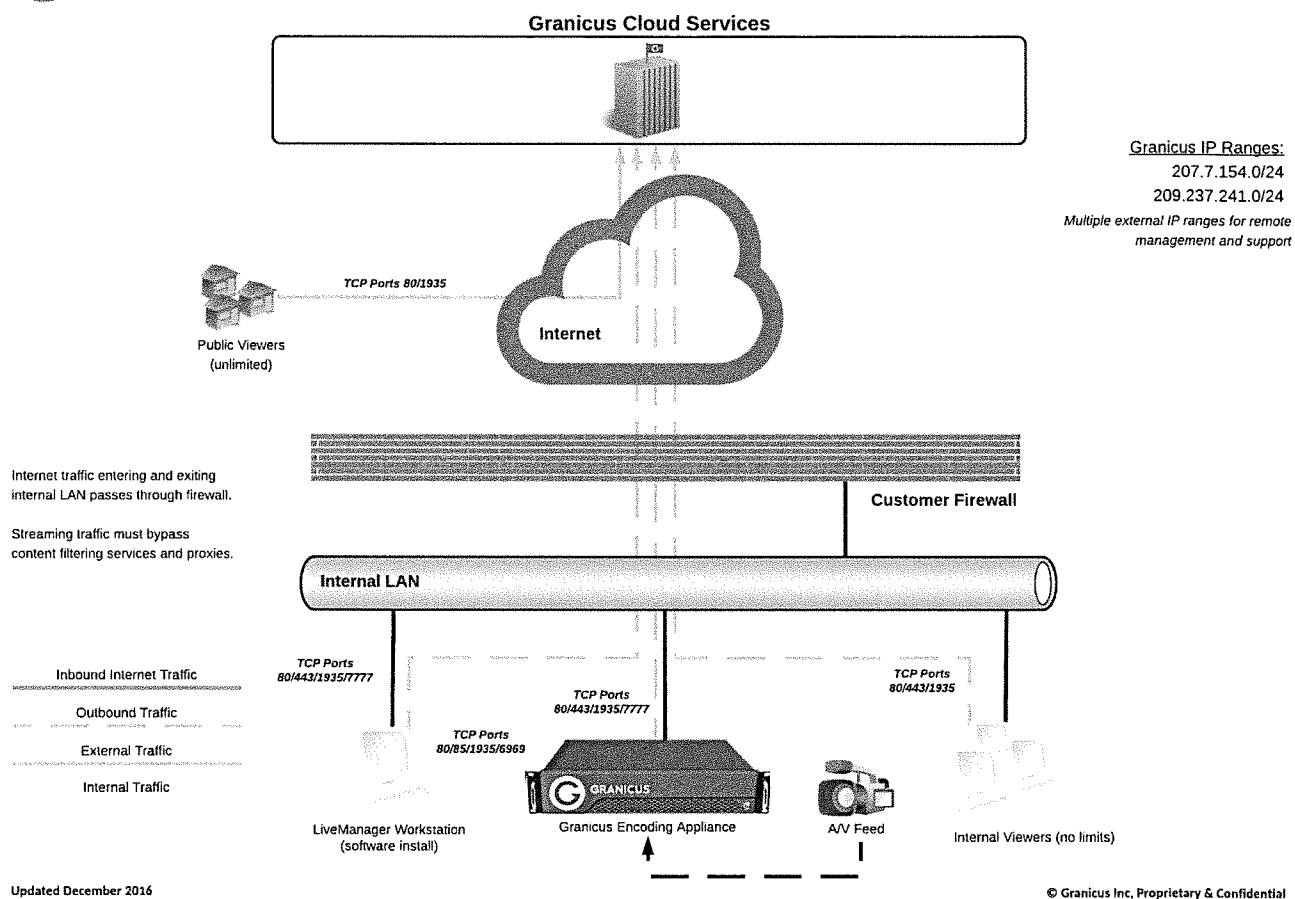 Granicus Cloud Services
Granicus IP Ranges:
207.7.154.0/24
209.237.241.0/24
Multiple external IP ranges for remote
management and support
TCP Ports 80/1935
Internet
Public Viewers
(unlimited)
Internet traffic entering and exiting
internal LAN passes through firewall.
Customer Firewall
Streaming traffic must bypass
content filtering services and proxies.
Internal LAN
TCP Ports
80/443/1935/7777
Inbound Internet Traffic
TCP Ports
80/443/1935
TCP Ports
80/443/1935/7777
Outbound Traffic
TCP Ports
80/85/1935/6969
External Traffic
Internal Traffic
G GRANICUS
LiveManager Workstation
(software install)
Granicus Encoding Appliance
A/V Feed
Internal Viewers (no limits)
Updated December 2016
© Granicus Inc, Proprietary & Confidential